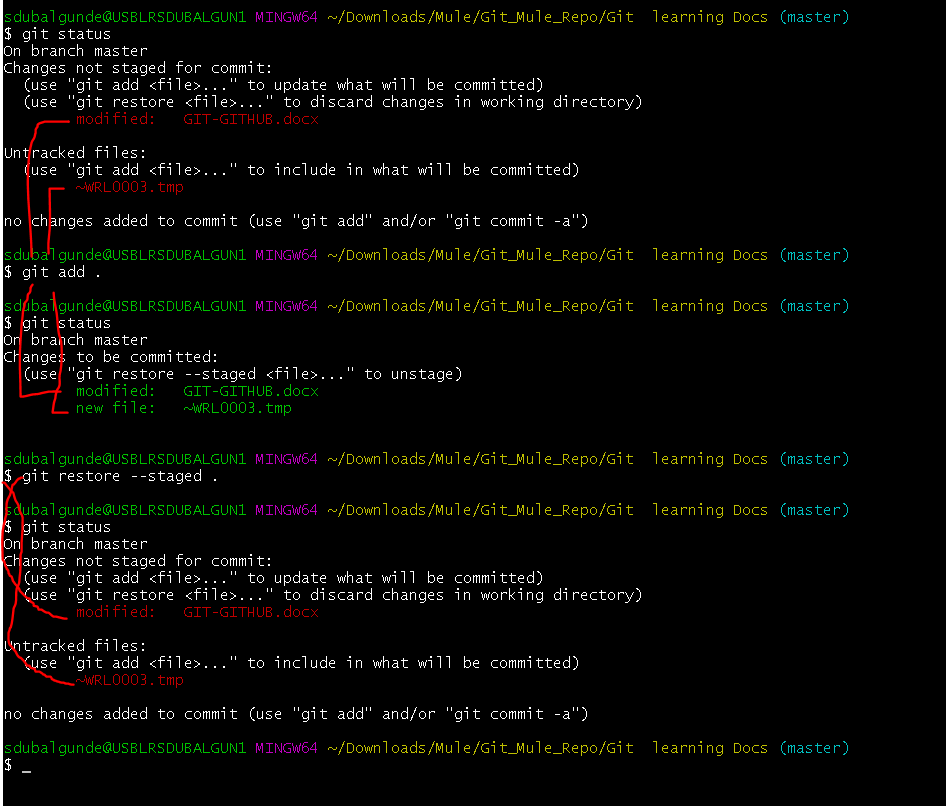 sdubalgunde@USBLRSDUBALGUN1 MINGW64 ~/Downloads/Mule/Git_Mule_Repo/Git  learning Docs (master)
$ git status
On branch master
Changes not staged for commit:
  (use "git add <file>..." to update what will be committed)
  (use "git restore <file>..." to discard changes in working directory)
        modified:   GIT-GITHUB.docx
Untracked files:
  (use "git add <file>..." to include in what will be committed)
        ~WRL0003.tmp
no changes added to commit (use "git add" and/or "git commit -a")
sdubalgunde@USBLRSDUBALGUN1 MINGW64 ~/Downloads/Mule/Git_Mule_Repo/Git  learning Docs (master)
$ git add .
sdubalgunde@USBLRSDUBALGUN1 MINGW64 ~/Downloads/Mule/Git_Mule_Repo/Git  learning Docs (master)
$ git status
On branch master
Changes to be committed:
  (use "git restore --staged <file>..." to unstage)
        modified:   GIT-GITHUB.docx
        new file:   ~WRL0003.tmp
sdubalgunde@USBLRSDUBALGUN1 MINGW64 ~/Downloads/Mule/Git_Mule_Repo/Git  learning Docs (master)
$ git restore --staged .
sdubalgunde@USBLRSDUBALGUN1 MINGW64 ~/Downloads/Mule/Git_Mule_Repo/Git  learning Docs (master)
$ git status
On branch master
Changes not staged for commit:
  (use "git add <file>..." to update what will be committed)
  (use "git restore <file>..." to discard changes in working directory)
        modified:   GIT-GITHUB.docx
Untracked files:
  (use "git add <file>..." to include in what will be committed)
        ~WRL0003.tmp
no changes added to commit (use "git add" and/or "git commit -a")
sdubalgunde@USBLRSDUBALGUN1 MINGW64 ~/Downloads/Mule/Git_Mule_Repo/Git  learning Docs (master)
$ _